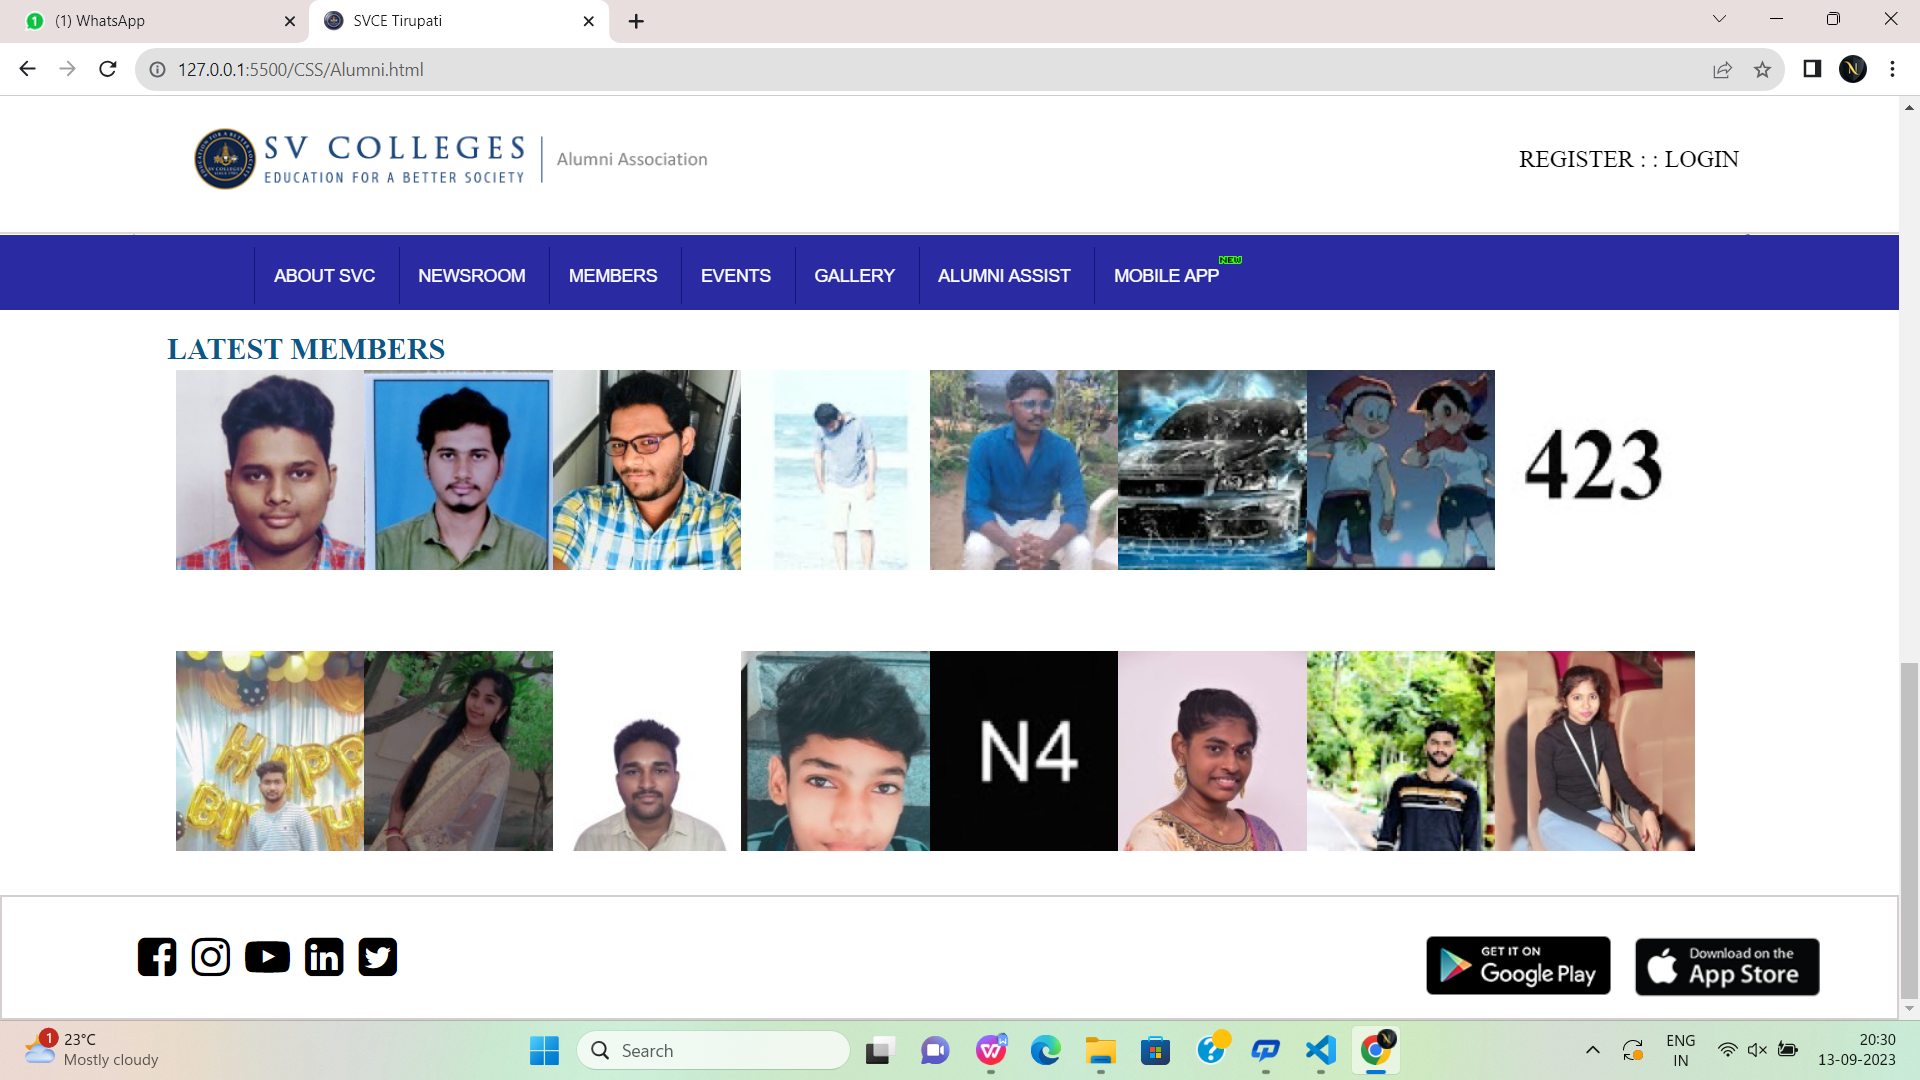 (1) WhatsApp
SVCE Tirupati
127.0.0.1:5500/CSS/Alumni.html
SV COLLEGES
EDUCATION FOR A BETTER SOCIETY
Alumni Association
REGISTER : : LOGIN
ABOUT SVC
NEWSROOM
MEMBERS
EVENTS
GALLERY
ALUMNI ASSIST
MOBILE APP
NEW
LATEST MEMBERS
423
HAPP
BIRTH
N4
GET IT ON
Google Play
Download on the
App Store
1
23°C
Mostly cloudy
Search
ENG
IN
20:30
13-09-2023